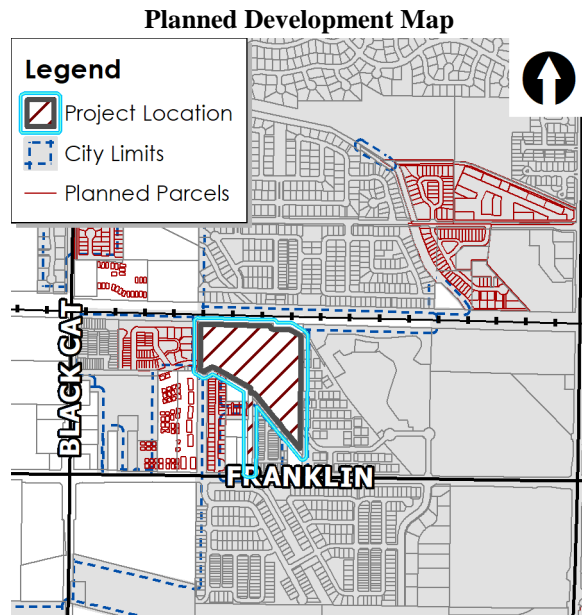 Planned Development Map
Legend
Project Location
City Limits
Planned Parcels
BLACK CAT
FRANKLIN